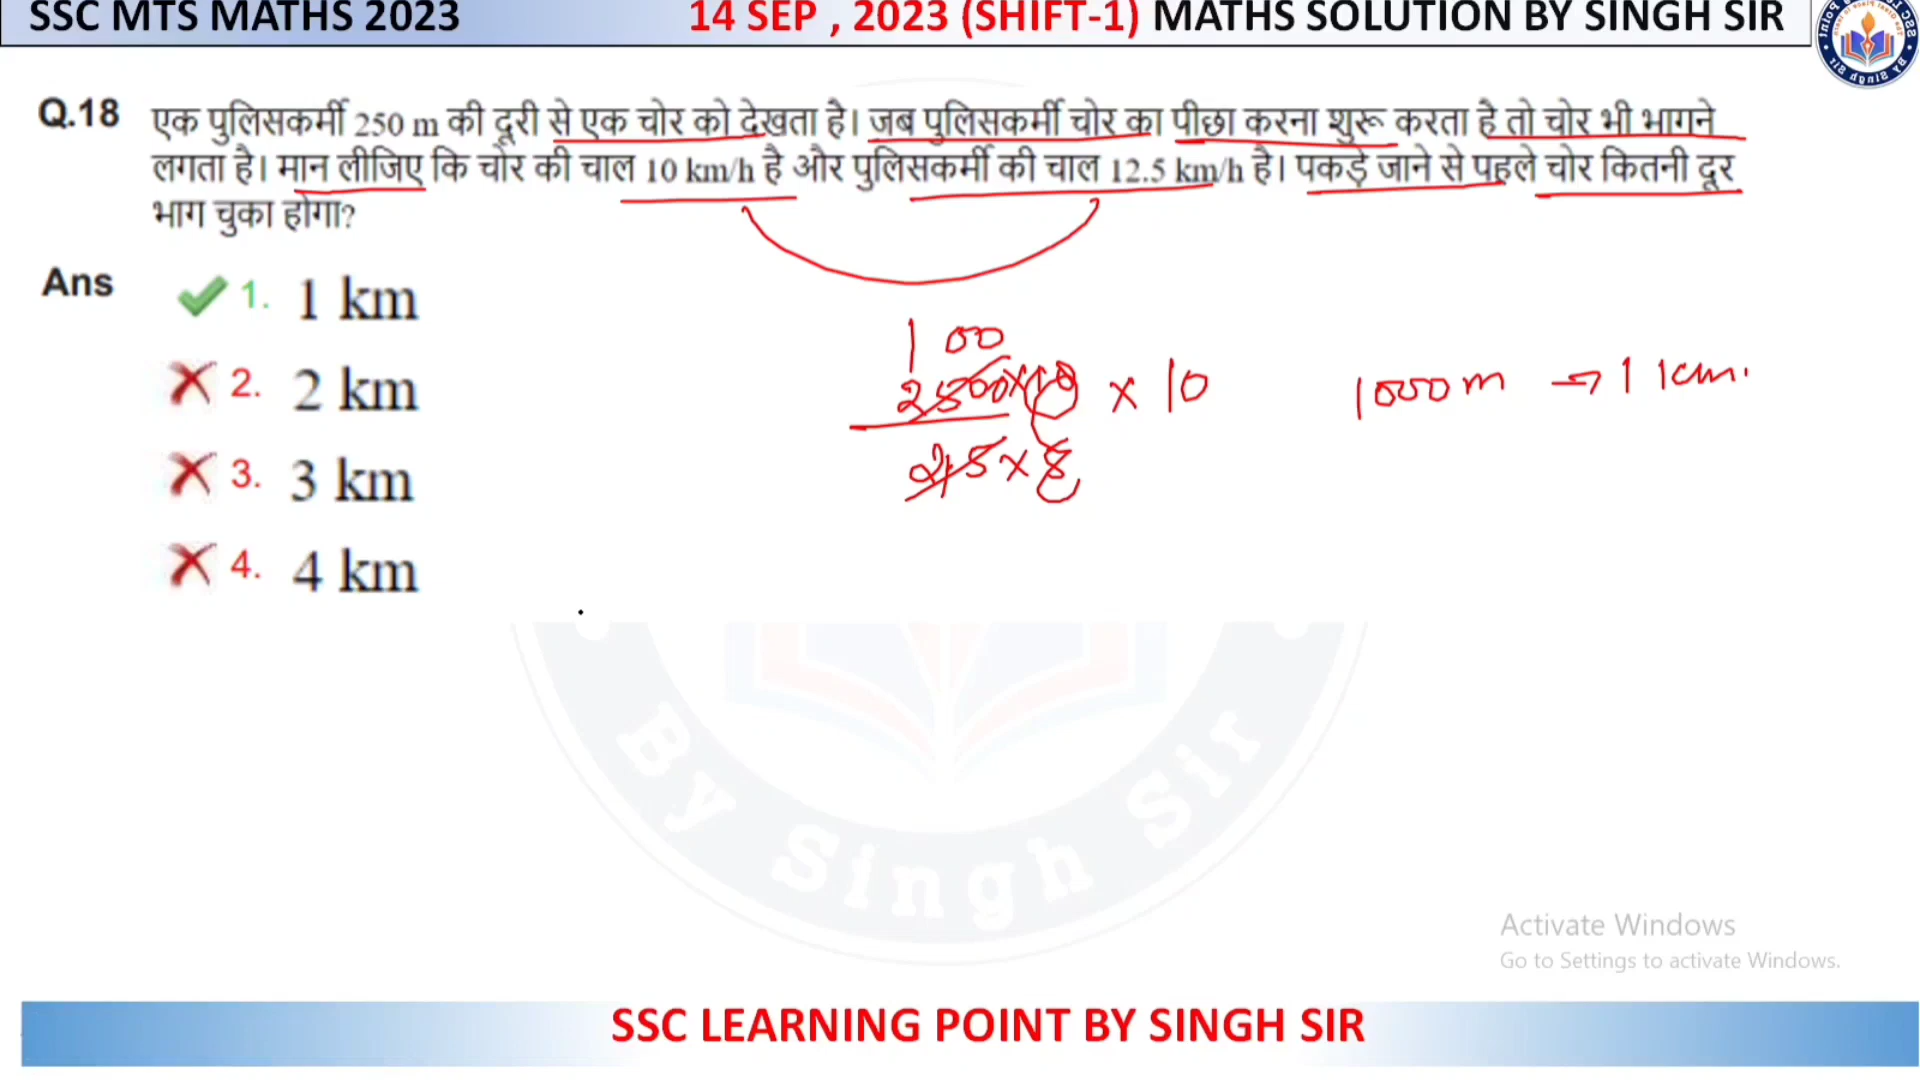 SSC MTS MATHS 2023 14 SEP , 2023 (SHIFT-1) MATHS SOLUTION BY SINGH SIR
Q.18 एक पुलिसकर्मी 250 m की दूरी से एक चोर को देखता है। जब पुलिसकर्मी चोर का पीछा करना शुरू करता है तो चोर भी भागने
लगता है। मान लीजिए कि चोर की चाल 10 km/h है और पुलिसकर्मी की चाल 12.5 km/h है। पकड़े जाने से पहले चोर कितनी दूर
भाग चुका होगा?
Ans
1. 1 km
2. 2 km
3. 3 km
4. 4 km
100
× 10
1000 m → 1 km.
By Singh Sir
Activate Windows
Go to Settings to activate Windows.
SSC LEARNING POINT BY SINGH SIR